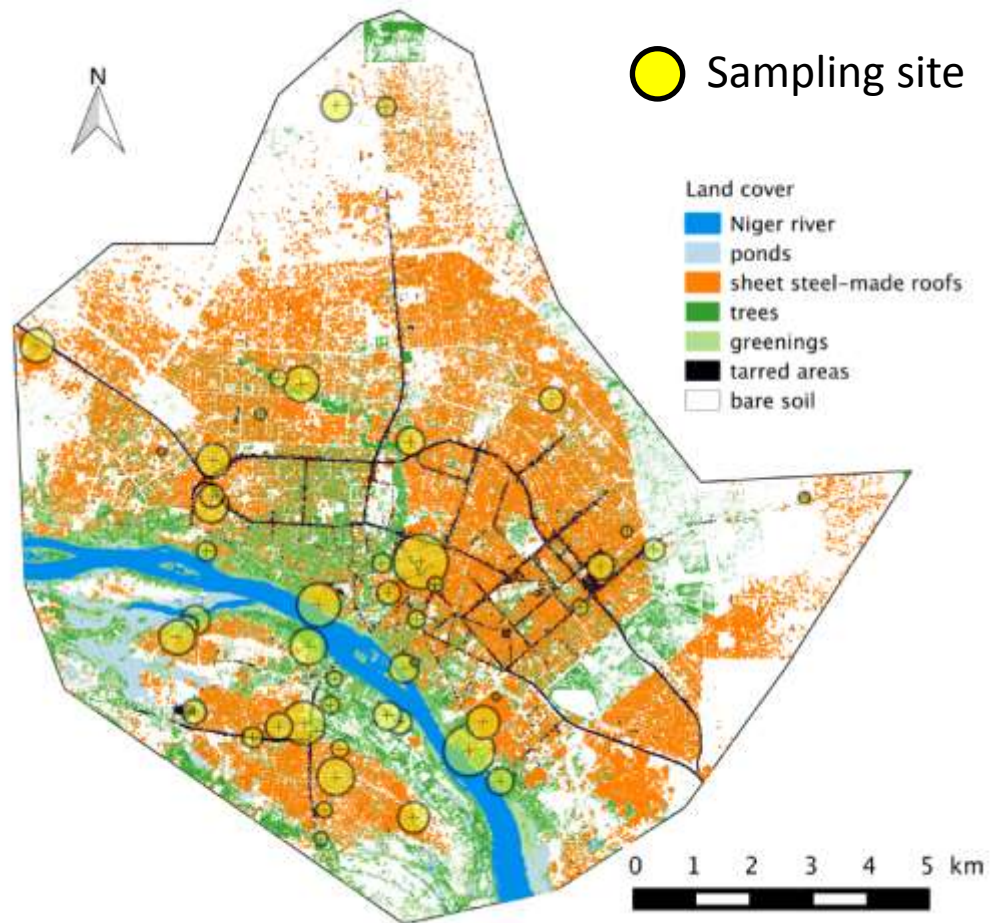 Sampling site
N
Land cover
Niger river
ponds
sheet steel-made roofs
trees
greenings
tarred areas
bare soil
0 1 2 3 4 5 km